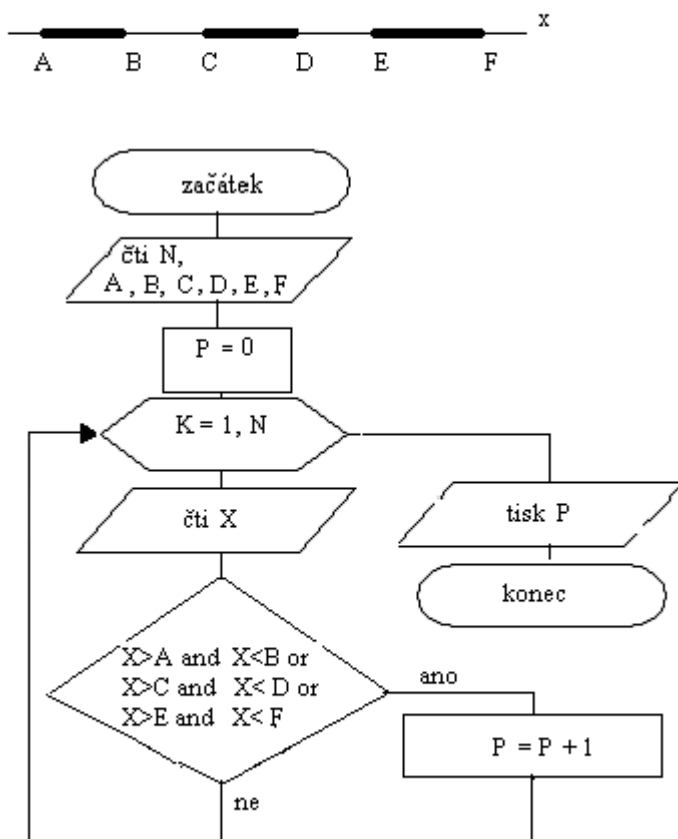 x
A B C D E F
začátek
čti N,
A, B, C, D, E, F
P = 0
K = 1, N
čti X
tisk P
konec
X>A and X<B or
X>C and X< D or
X>E and X< F
ano
P = P + 1
ne